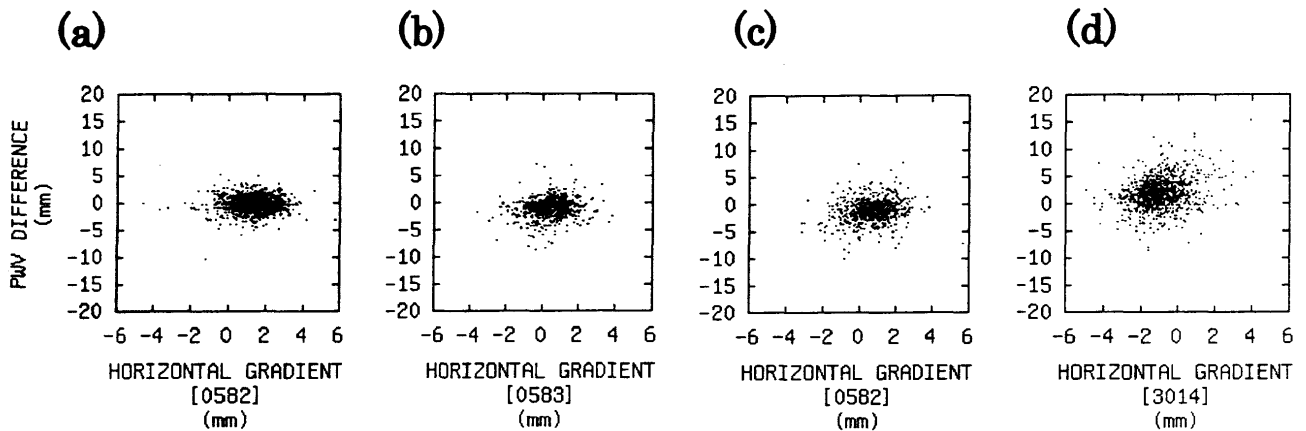 (a) (b) (c) (d)
PWV DIFFERENCE
(mm)
20 15 10 5 0 -5 -10 -15 -20
-6 -4 -2 0 2 4 6
HORIZONTAL GRADIENT
[0582]
(mm)
20 15 10 5 0 -5 -10 -15 -20
-6 -4 -2 0 2 4 6
HORIZONTAL GRADIENT
[0583]
(mm)
20 15 10 5 0 -5 -10 -15 -20
-6 -4 -2 0 2 4 6
HORIZONTAL GRADIENT
[0582]
(mm)
20 15 10 5 0 -5 -10 -15 -20
-6 -4 -2 0 2 4 6
HORIZONTAL GRADIENT
[3014]
(mm)